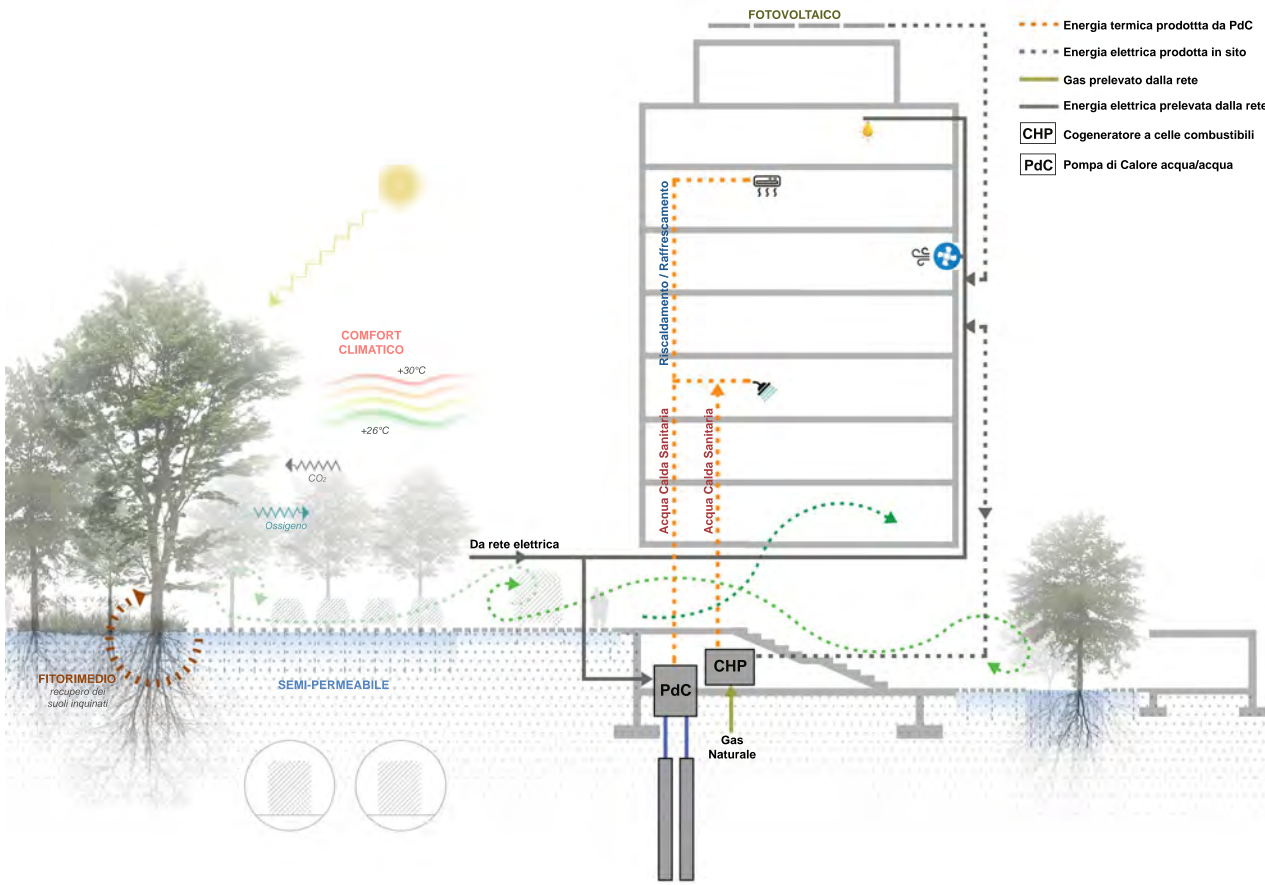 FOTOVOLTAICO
Energia termica prodottta da PdC
Energia elettrica prodotta in sito
Gas prelevato dalla rete
Energia elettrica prelevata dalla rete
CHP Cogeneratore a celle combustibili
PdC Pompa di Calore acqua/acqua
Riscaldamento / Raffrescamento
COMFORT
CLIMATICO
+30°C
+26°C
CO₂
Ossigeno
Acqua Calda Sanitaria
Acqua Calda Sanitaria
Da rete elettrica
FITORIMEDIO
recupero dei
suoli inquinati
SEMI-PERMEABILE
PdC
CHP
Gas
Naturale